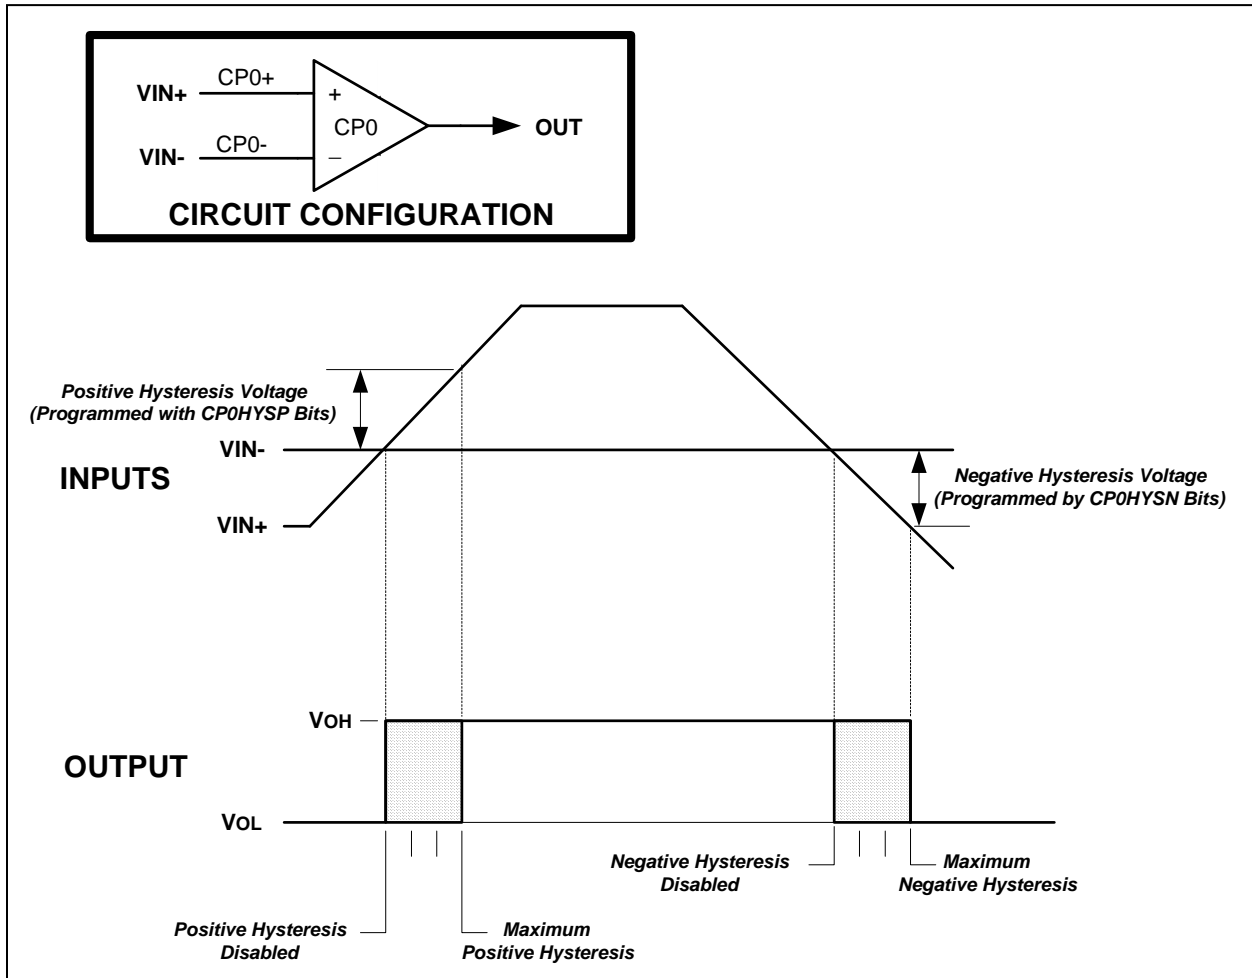 CP0+
VIN+
+
CP0
OUT
VIN-
CP0-
−
CIRCUIT CONFIGURATION
Positive Hysteresis Voltage
(Programmed with CP0HYSP Bits)
VIN-
INPUTS
Negative Hysteresis Voltage
(Programmed by CP0HYSN Bits)
VIN+
VOH
OUTPUT
VOL
Negative Hysteresis
Disabled
Maximum
Negative Hysteresis
Positive Hysteresis
Disabled
Maximum
Positive Hysteresis